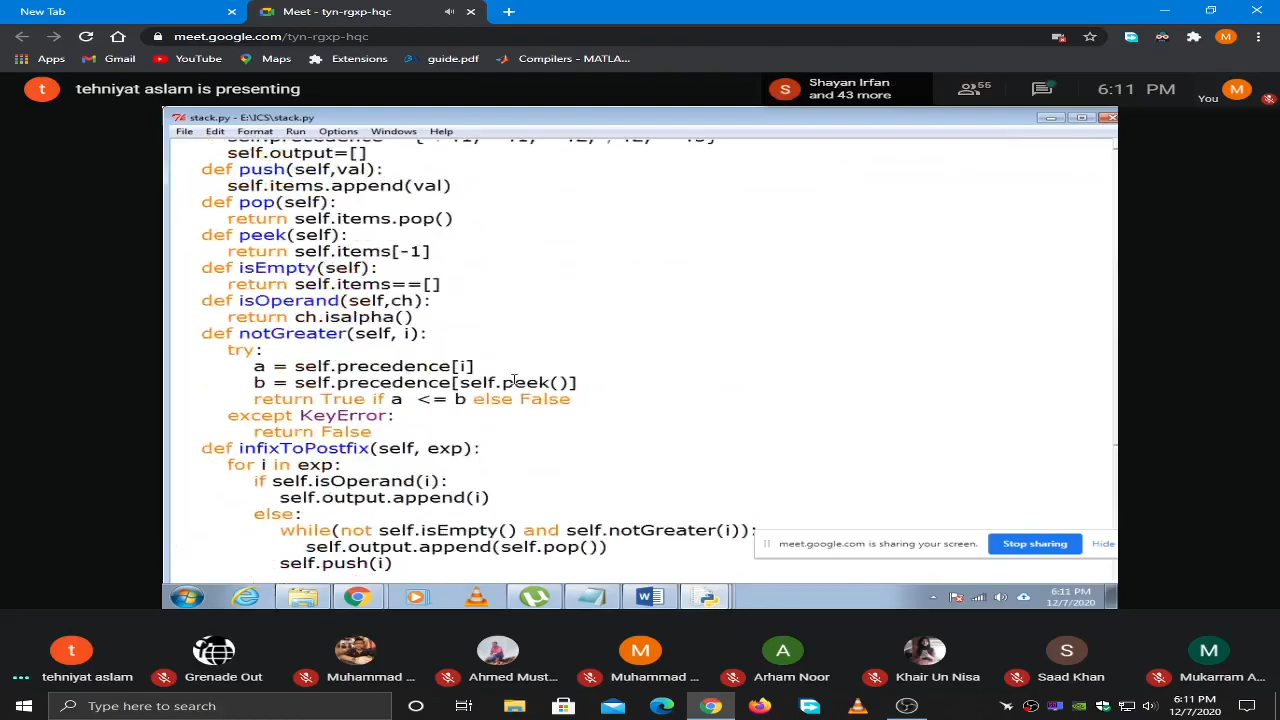 New Tab
Meet - tyn-rgxp-hqc
meet.google.com/tyn-rgxp-hqc
M
Apps
Gmail
YouTube
Maps
Extensions
guide.pdf
Compilers - MATLA...
t
tehniyat aslam is presenting
S
Shayan Irfan
and 43 more
55
6:11 PM
You
M
stack.py - E:\ICS\stack.py
File Edit Format Run Options Windows Help
self.output=[]
def push(self,val):
self.items.append(val)
def pop(self):
return self.items.pop()
def peek(self):
return self.items[-1]
def isEmpty(self):
return self.items==[]
def isOperand(self,ch):
return ch.isalpha()
def notGreater(self, i):
try:
a = self.precedence[i]
b = self.precedence[self.peek()]
return True if a <= b else False
except KeyError:
return False
def infixToPostfix(self, exp):
for i in exp:
if self.isOperand(i):
self.output.append(i)
else:
while(not self.isEmpty() and self.notGreater(i)):
self.output.append(self.pop())
self.push(i)
meet.google.com is sharing your screen.
Stop sharing
Hide
6:11 PM
12/7/2020
t
M
A
S
M
tehniyat aslam
Grenade Out
Muhammad ...
Ahmed Must...
Muhammad ...
Arham Noor
Khair Un Nisa
Saad Khan
Mukarram A...
Type here to search
6:11 PM
12/7/2020